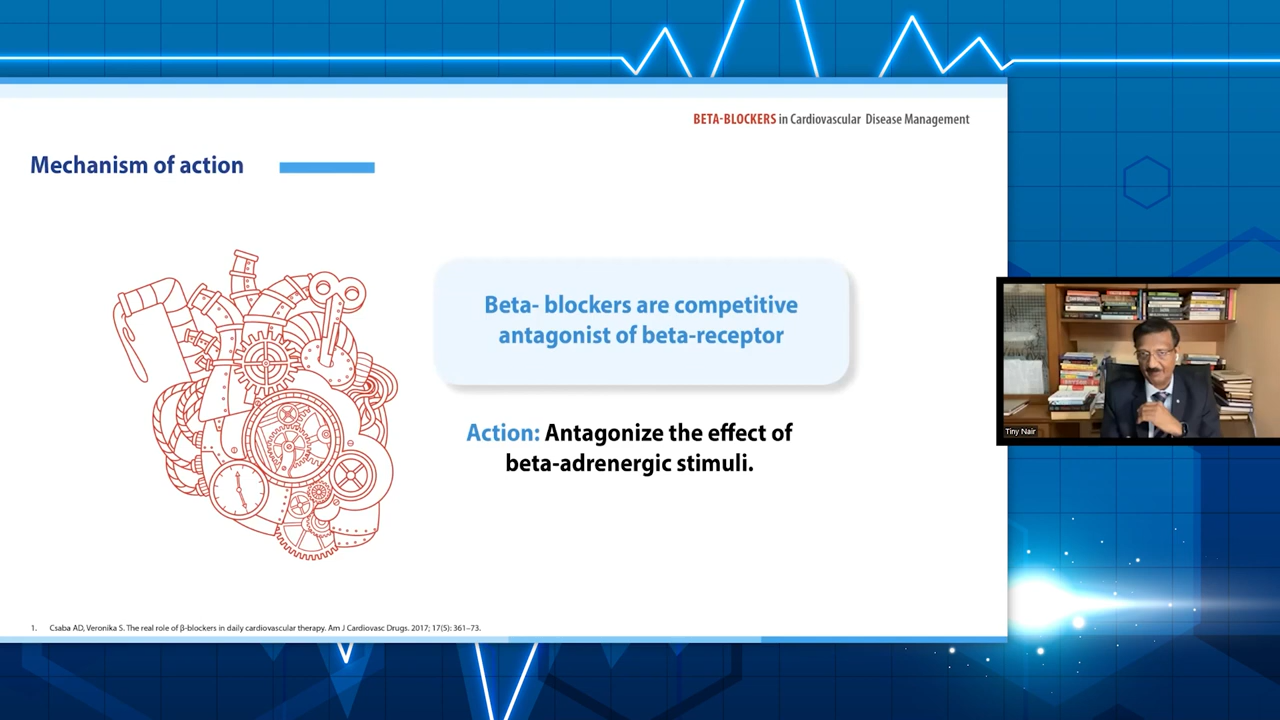 BETA-BLOCKERS in Cardiovascular Disease Management
Mechanism of action
Beta- blockers are competitive
antagonist of beta-receptor
Action: Antagonize the effect of
beta-adrenergic stimuli.
Tiny Nair
1. Csaba AD, Veronika S. The real role of β-blockers in daily cardiovascular therapy. Am J Cardiovasc Drugs. 2017; 17(5): 361–73.